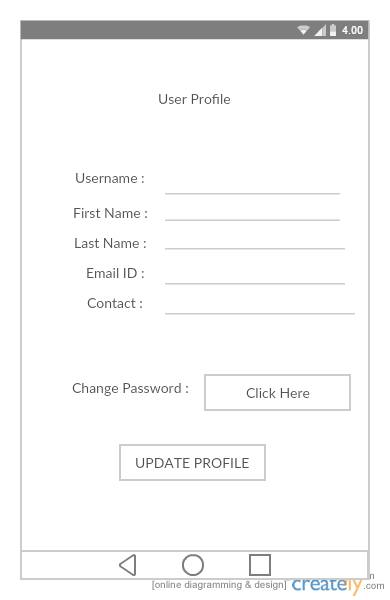 4.00
User Profile
Username :
First Name :
Last Name :
Email ID :
Contact :
Change Password :
Click Here
UPDATE PROFILE
[online diagramming & design]
creately
.com